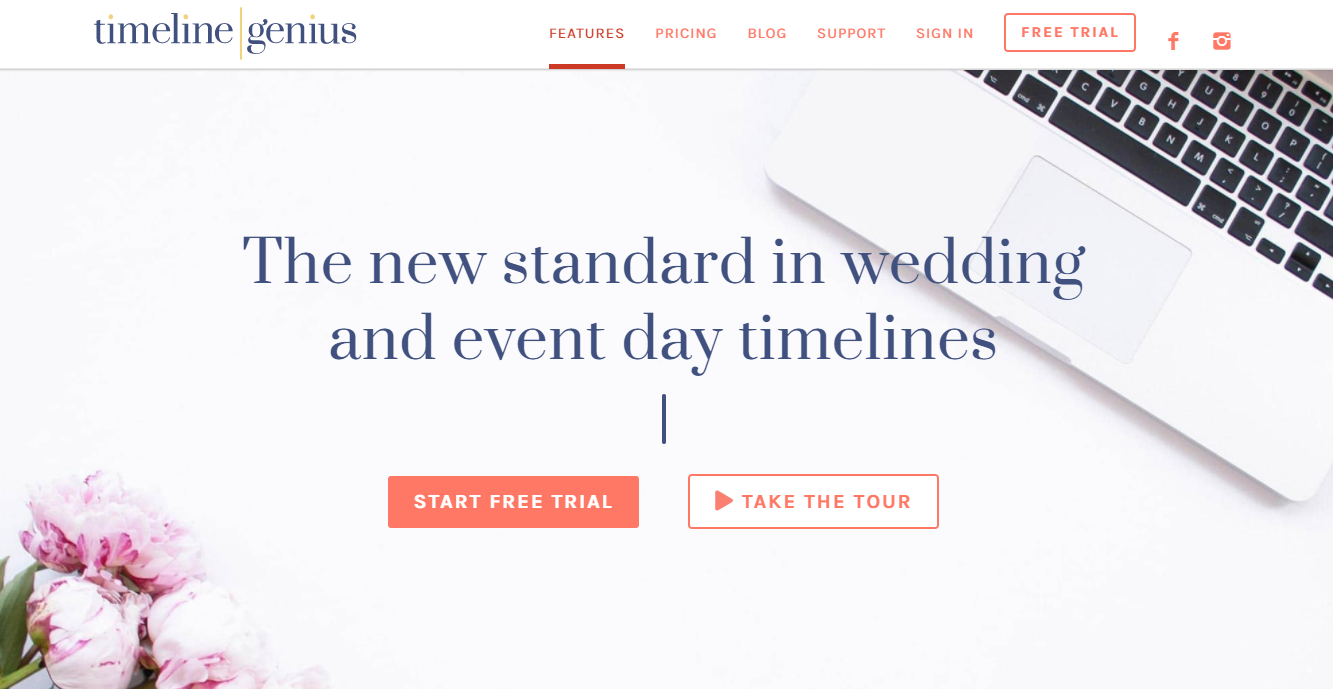 timeline genius
FEATURES PRICING BLOG SUPPORT SIGN IN FREE TRIAL
The new standard in wedding
and event day timelines
START FREE TRIAL
TAKE THE TOUR